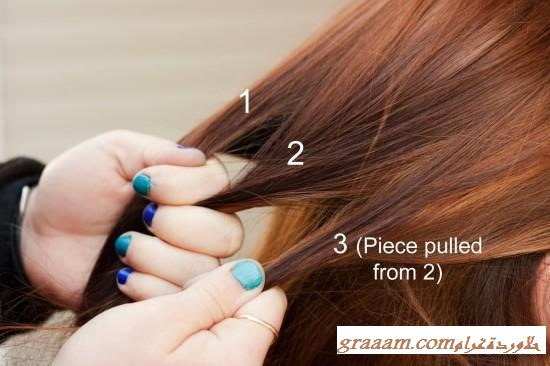 1
2
3 (Piece pulled
from 2)
graaam.com